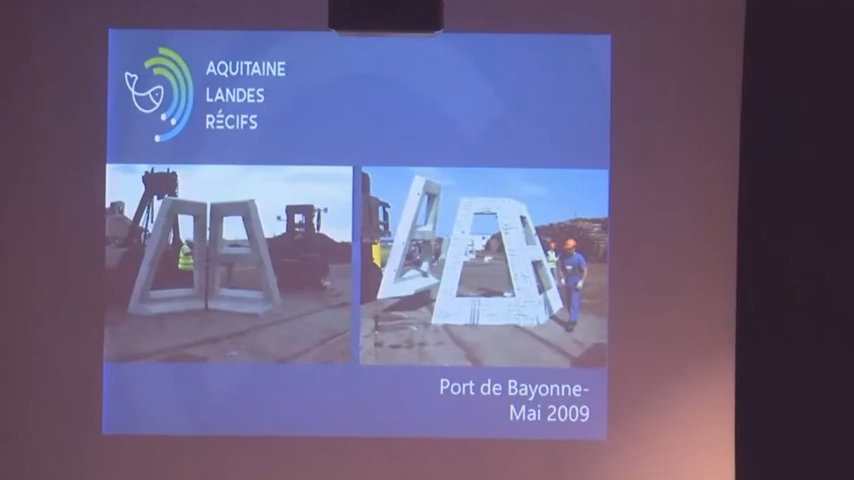 AQUITAINE
LANDES
RÉCIFS
Port de Bayonne-
Mai 2009